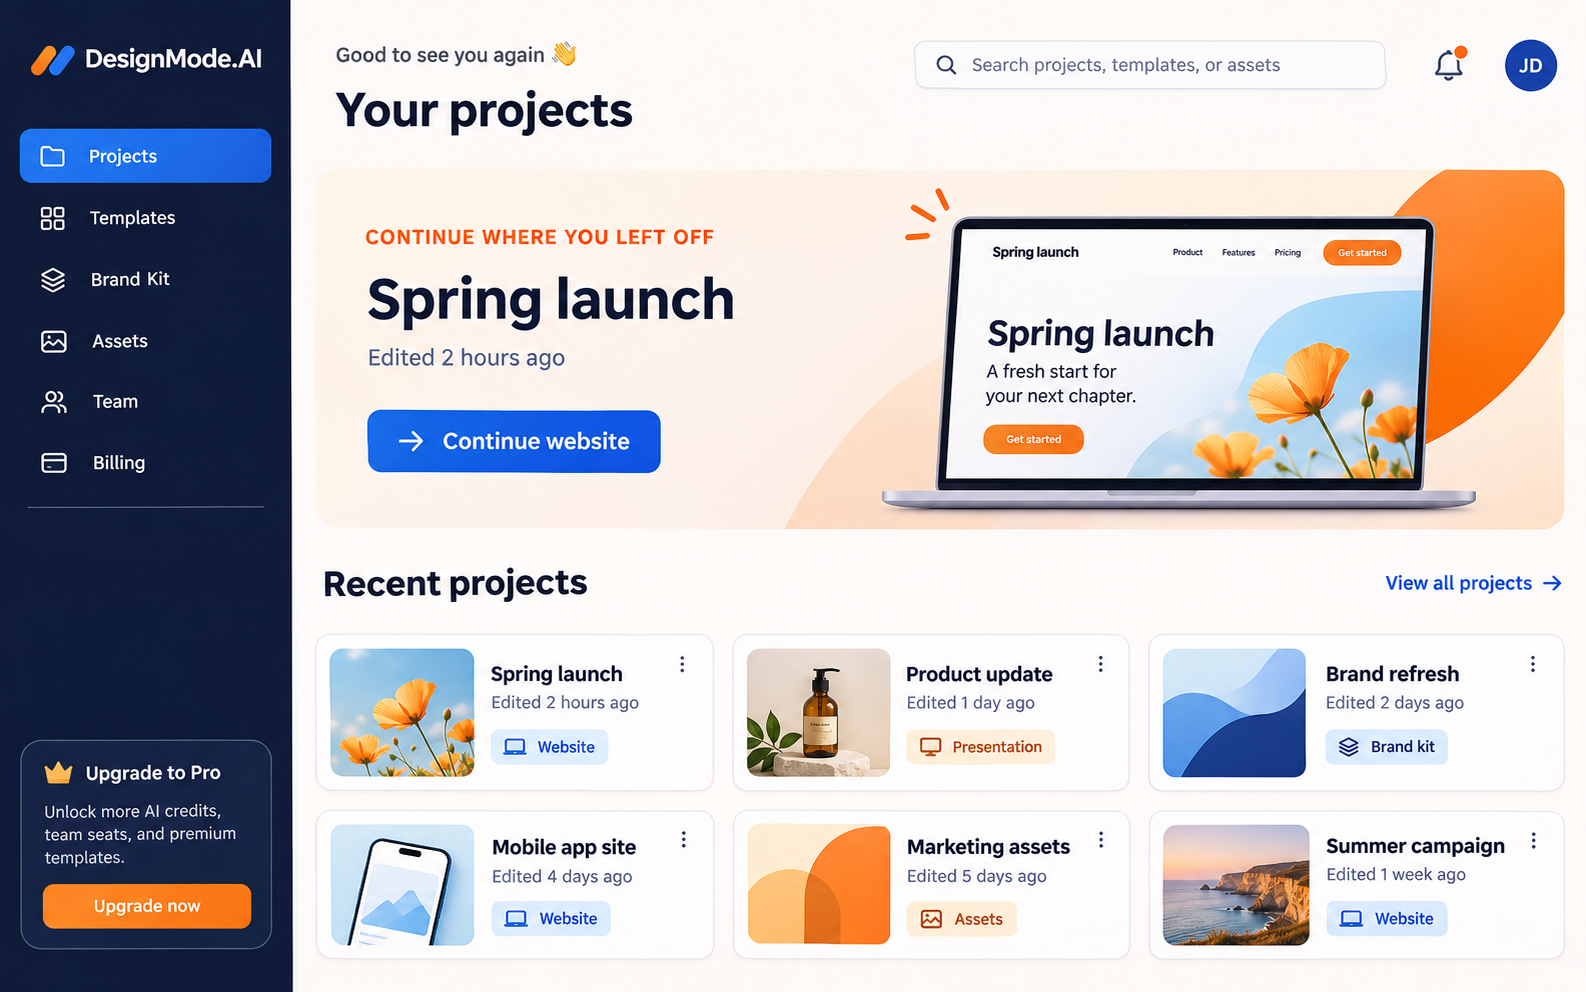 DesignMode.AI
Projects
Templates
Brand Kit
Assets
Team
Billing
Upgrade to Pro
Unlock more AI credits,
team seats, and premium
templates.
Upgrade now
Good to see you again 👋
Your projects
Search projects, templates, or assets
JD
CONTINUE WHERE YOU LEFT OFF
Spring launch
Edited 2 hours ago
Continue website
Spring launch
Product
Features
Pricing
Get started
Spring launch
A fresh start for
your next chapter.
Get started
Recent projects
View all projects
Spring launch
Edited 2 hours ago
Website
Product update
Edited 1 day ago
Presentation
Brand refresh
Edited 2 days ago
Brand kit
Mobile app site
Edited 4 days ago
Website
Marketing assets
Edited 5 days ago
Assets
Summer campaign
Edited 1 week ago
Website